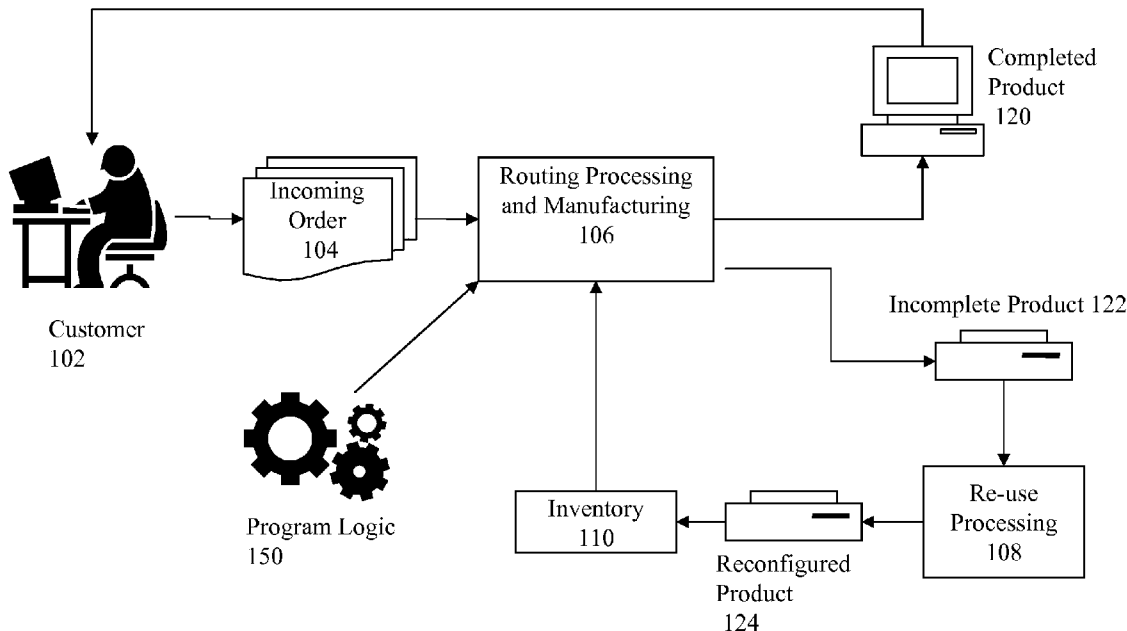 Completed
Product
120
Incoming
Order
104
Routing Processing
and Manufacturing
106
Customer
102
Incomplete Product 122
Program Logic
150
Inventory
110
Reconfigured
Product
124
Re-use
Processing
108